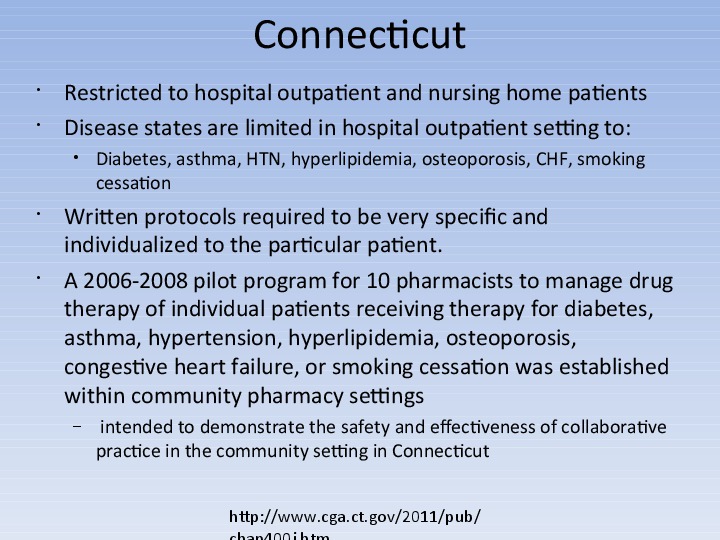 Connecticut
Restricted to hospital outpatient and nursing home patients
Disease states are limited in hospital outpatient setting to:
Diabetes, asthma, HTN, hyperlipidemia, osteoporosis, CHF, smoking
cessation
Written protocols required to be very specific and
individualized to the particular patient.
A 2006-2008 pilot program for 10 pharmacists to manage drug
therapy of individual patients receiving therapy for diabetes,
asthma, hypertension, hyperlipidemia, osteoporosis,
congestive heart failure, or smoking cessation was established
within community pharmacy settings
– intended to demonstrate the safety and effectiveness of collaborative
practice in the community setting in Connecticut
http://www.cga.ct.gov/2011/pub/